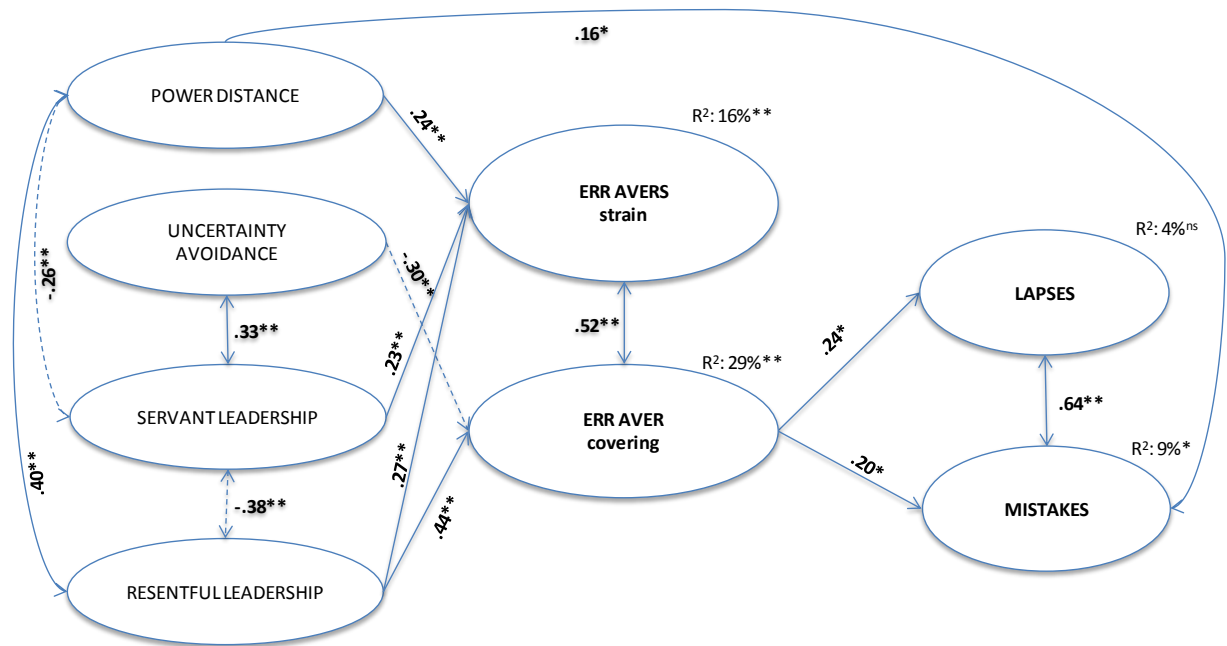 .16*
POWER DISTANCE
.24**
R²: 16%**
ERR AVERS
strain
UNCERTAINTY
AVOIDANCE
-.26**
-.30**
R²: 4%ⁿˢ
LAPSES
.33**
.52**
.24*
.23**
R²: 29%**
SERVANT LEADERSHIP
ERR AVER
covering
.64**
.40**
.27**
.20*
R²: 9%*
-.38**
.44**
MISTAKES
RESENTFUL LEADERSHIP